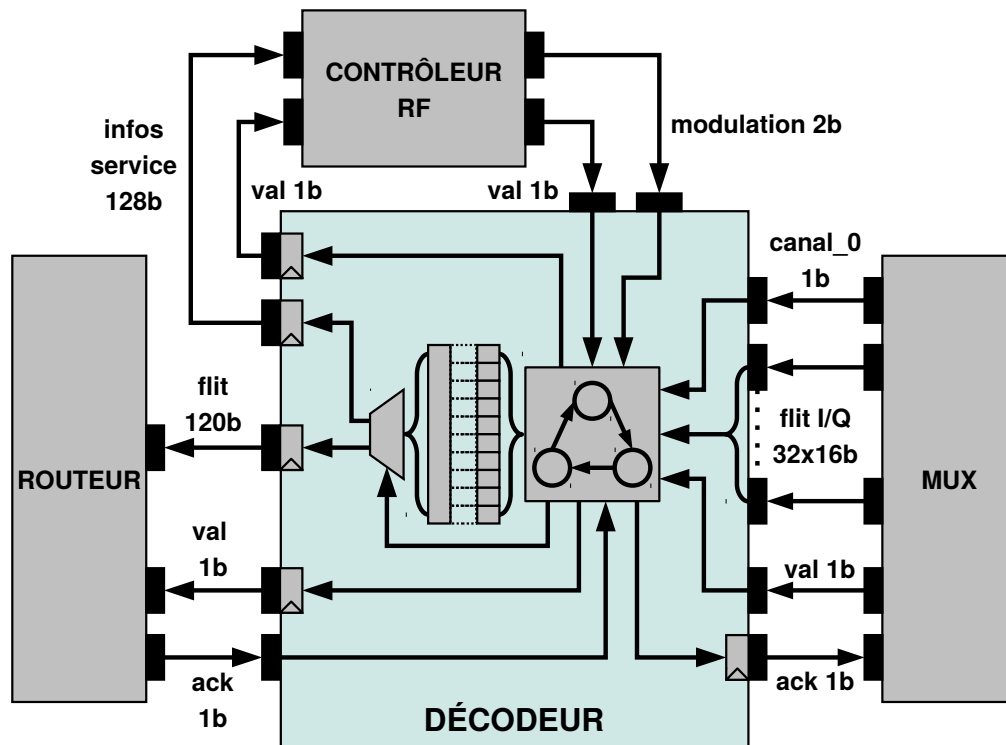 CONTRÔLEUR
RF
infos
service
128b
modulation 2b
val 1b
val 1b
canal_0
1b
flit
120b
flit I/Q
32x16b
ROUTEUR
MUX
val
1b
val 1b
ack
1b
ack 1b
DÉCODEUR